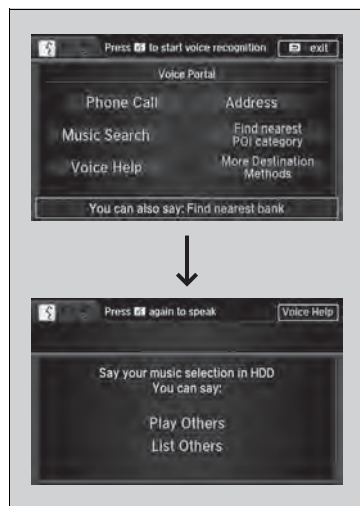 Press to start voice recognition
exit
Voice Portal
Phone Call
Address
Music Search
Find nearest
POI category
Voice Help
More Destination
Methods
You can also say: Find nearest bank
Press again to speak
Voice Help
Say your music selection in HDD
You can say:
Play Others
List Others